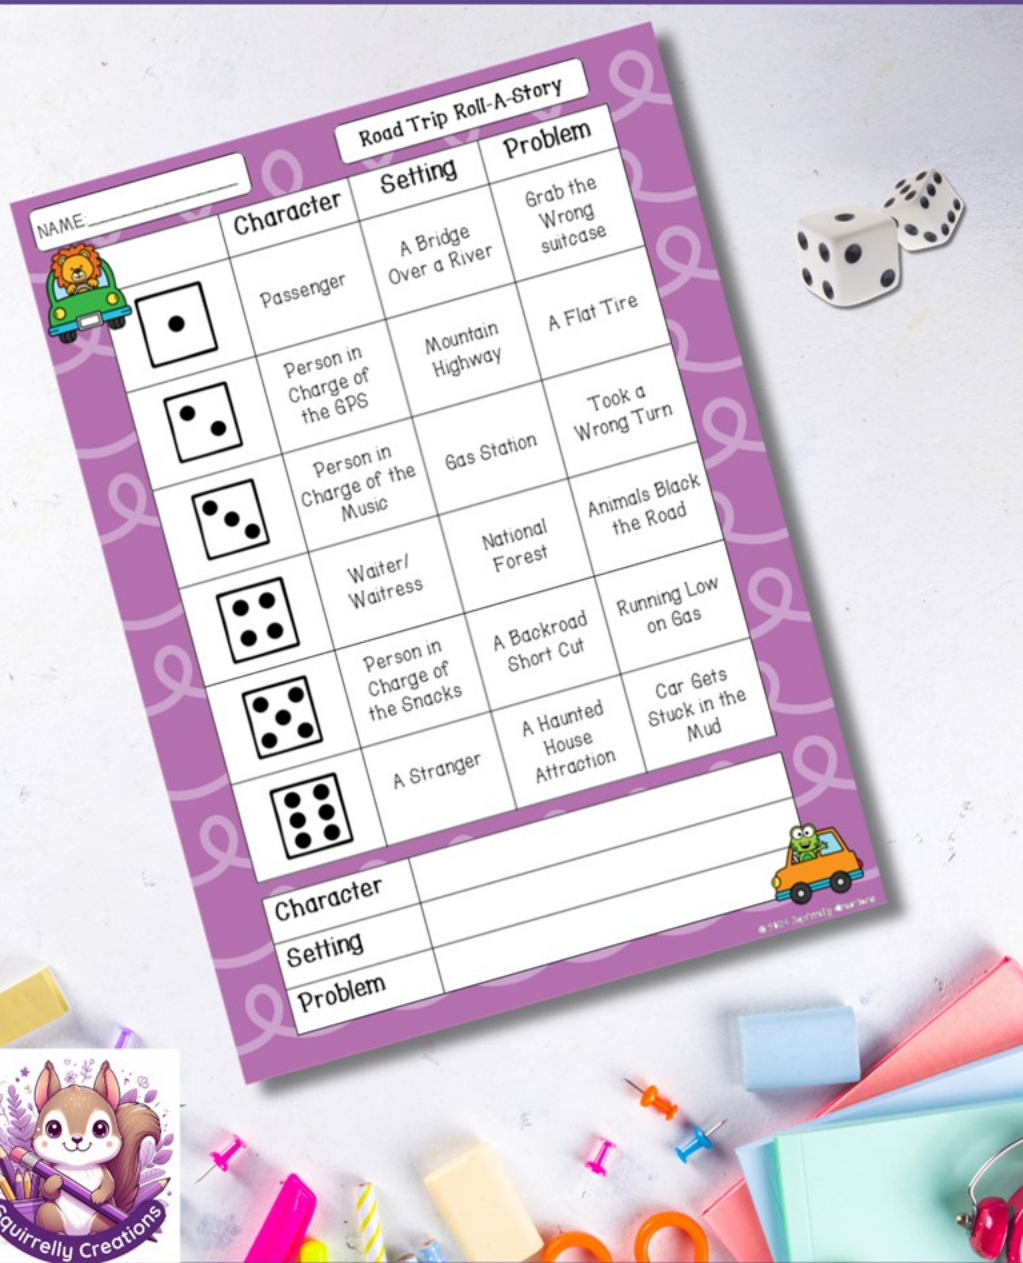 Road Trip Roll-A-Story
NAME:
Character
Setting
Problem
Passenger
A Bridge
Over a River
Grab the
Wrong
suitcase
Person in
Charge of
the GPS
Mountain
Highway
A Flat Tire
Person in
Charge of the
Music
Gas Station
Took a
Wrong Turn
Waiter/
Waitress
National
Forest
Animals Black
the Road
Person in
Charge of
the Snacks
A Backroad
Short Cut
Running Low
on Gas
A Stranger
A Haunted
House
Attraction
Car Gets
Stuck in the
Mud
Character
Setting
Problem
Squirrelly Creations